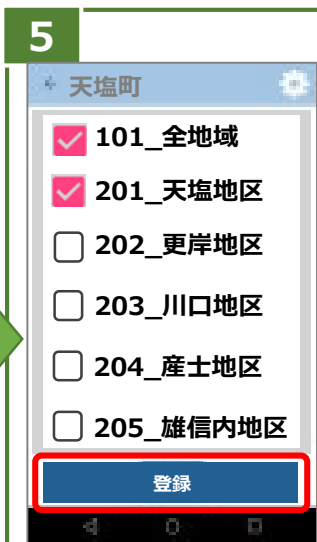 5
天塩町
101_全地域
201_天塩地区
202_更岸地区
203_川口地区
204_産士地区
205_雄信内地区
登録